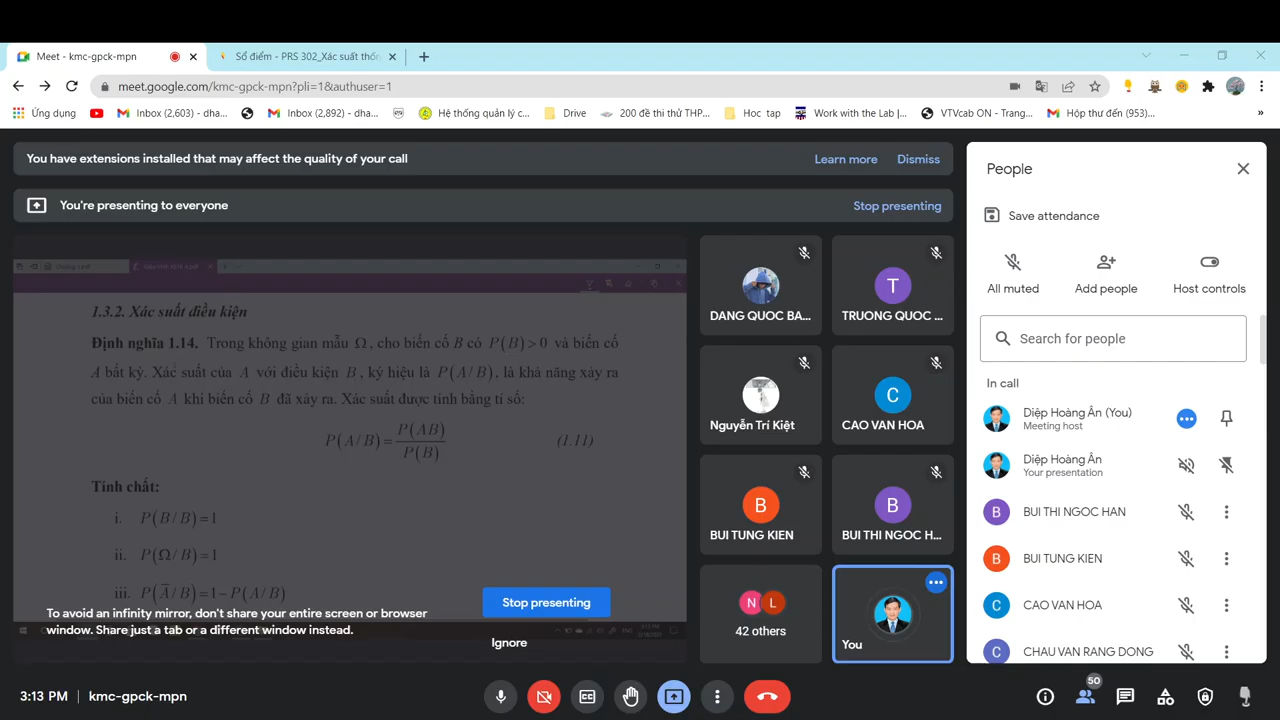 Meet - kmc-gpck-mpn
Sổ điểm - PRS 302_Xác suất thốn
meet.google.com/kmc-gpck-mpn?pli=1&authuser=1
Ứng dụng
Inbox (2,603) - dha...
Inbox (2,892) - dha...
Hệ thống quản lý c...
Drive
200 đề thi thử THP...
Hoc tap
Work with the Lab |...
VTVcab ON - Trang...
Hộp thư đến (953)...
»
You have extensions installed that may affect the quality of your call
Learn more
Dismiss
You're presenting to everyone
Stop presenting
1.3.2. Xác suất điều kiện
Định nghĩa 1.14. Trong không gian mẫu Ω, cho biến cố B có P(B)>0 và biến cố
A bất kỳ. Xác suất của A với điều kiện B, ký hiệu là P(A/B), là khả năng xảy ra
của biến cố A khi biến cố B đã xảy ra. Xác suất được tính bằng tỉ số:
P(A/B)=P(AB)/P(B) (1.11)
Tính chất:
i. P(B/B)=1
ii. P(Ω/B)=1
iii. P(A̅/B)=1−P(A/B)
To avoid an infinity mirror, don't share your entire screen or browser
window. Share just a tab or a different window instead.
Stop presenting
Ignore
DANG QUOC BA...
T
TRUONG QUOC ...
Nguyễn Trí Kiệt
C
CAO VAN HOA
B
BUI TUNG KIEN
B
BUI THI NGOC H...
N L
42 others
You
People
Save attendance
All muted
Add people
Host controls
Search for people
In call
Diệp Hoàng Ân (You)
Meeting host
Diệp Hoàng Ân
Your presentation
B
BUI THI NGOC HAN
B
BUI TUNG KIEN
C
CAO VAN HOA
C
CHAU VAN RANG DONG
3:13 PM | kmc-gpck-mpn
50